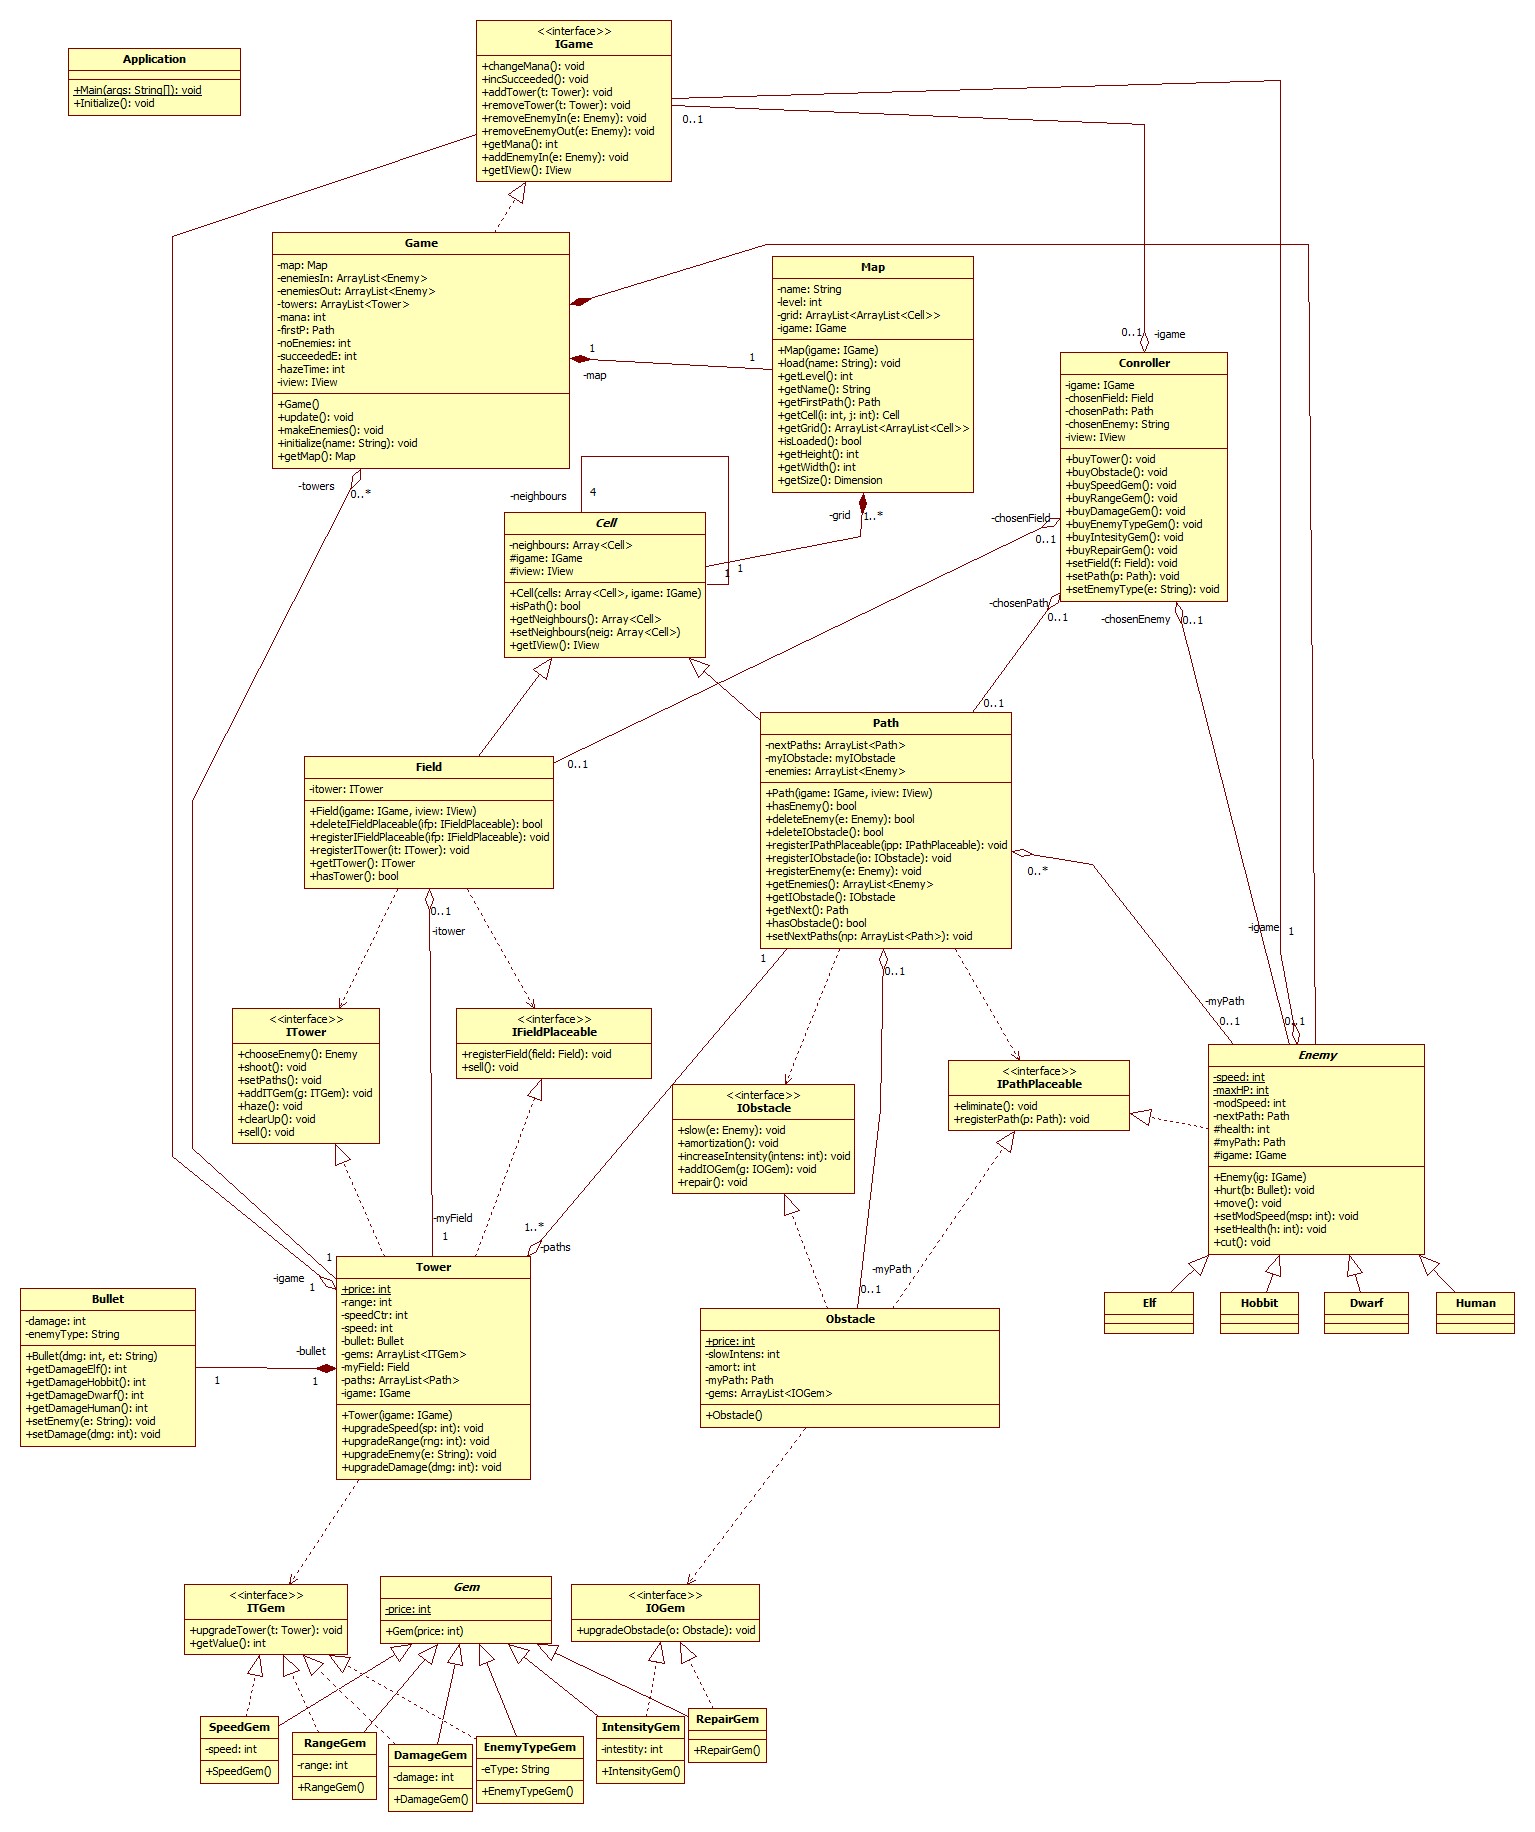 <<interface>>
IGame
+changeMana(): void
+incSucceeded(): void
+addTower(t: Tower): void
+removeTower(t: Tower): void
+removeEnemyIn(e: Enemy): void
+removeEnemyOut(e: Enemy): void
+getMana(): int
+addEnemyIn(e: Enemy): void
+getIView(): IView
Application
+Main(args: String[]): void
+Initialize(): void
0..1
Game
-map: Map
-enemiesIn: ArrayList<Enemy>
-enemiesOut: ArrayList<Enemy>
-towers: ArrayList<Tower>
-mana: int
-firstP: Path
-noEnemies: int
-succeededE: int
-hazeTime: int
-iview: IView
+Game()
+update(): void
+makeEnemies(): void
+initialize(name: String): void
+getMap(): Map
1
-map
1
Map
-name: String
-level: int
-grid: ArrayList<ArrayList<Cell>>
-igame: IGame
+Map(igame: IGame)
+load(name: String): void
+getLevel(): int
+getName(): String
+getFirstPath(): Path
+getCell(i: int, j: int): Cell
+getGrid(): ArrayList<ArrayList<Cell>>
+isLoaded(): bool
+getHeight(): int
+getWidth(): int
+getSize(): Dimension
0..1
-igame
Conroller
-igame: IGame
-chosenField: Field
-chosenPath: Path
-chosenEnemy: String
-iview: IView
+buyTower(): void
+buyObstacle(): void
+buySpeedGem(): void
+buyRangeGem(): void
+buyDamageGem(): void
+buyEnemyTypeGem(): void
+buyIntesityGem(): void
+buyRepairGem(): void
+setField(f: Field): void
+setPath(p: Path): void
+setEnemyType(e: String): void
-towers
0..*
-neighbours
4
-grid
1..*
-chosenField
0..1
Cell
-neighbours: Array<Cell>
#igame: IGame
#iview: IView
+Cell(cells: Array<Cell>, igame: IGame)
+isPath(): bool
+getNeighbours(): Array<Cell>
+setNeighbours(neig: Array<Cell>)
+getIView(): IView
1
1
-chosenPath
0..1
-chosenEnemy
0..1
0..1
0..1
Field
-itower: ITower
+Field(igame: IGame, iview: IView)
+deleteIFieldPlaceable(ifp: IFieldPlaceable): bool
+registerIFieldPlaceable(ifp: IFieldPlaceable): void
+registerITower(it: ITower): void
+getITower(): ITower
+hasTower(): bool
Path
-nextPaths: ArrayList<Path>
-myIObstacle: myIObstacle
-enemies: ArrayList<Enemy>
+Path(igame: IGame, iview: IView)
+hasEnemy(): bool
+deleteEnemy(e: Enemy): bool
+deleteIObstacle(): bool
+registerIPathPlaceable(ipp: IPathPlaceable): void
+registerIObstacle(io: IObstacle): void
+registerEnemy(e: Enemy): void
+getEnemies(): ArrayList<Enemy>
+getIObstacle(): IObstacle
+getNext(): Path
+hasObstacle(): bool
+setNextPaths(np: ArrayList<Path>): void
0..*
0..1
-itower
1
0..1
-igame
1
-myPath
0..1
0..1
<<interface>>
ITower
+chooseEnemy(): Enemy
+shoot(): void
+setPaths(): void
+addITGem(g: ITGem): void
+haze(): void
+clearUp(): void
+sell(): void
<<interface>>
IFieldPlaceable
+registerField(field: Field): void
+sell(): void
<<interface>>
IObstacle
+slow(e: Enemy): void
+amortization(): void
+increaseIntensity(intens: int): void
+addIOGem(g: IOGem): void
+repair(): void
<<interface>>
IPathPlaceable
+eliminate(): void
+registerPath(p: Path): void
Enemy
-speed: int
-maxHP: int
-modSpeed: int
-nextPath: Path
#health: int
#myPath: Path
#igame: IGame
+Enemy(ig: IGame)
+hurt(b: Bullet): void
+move(): void
+setModSpeed(msp: int): void
+setHealth(h: int): void
+cut(): void
-myField
1
1..*
-paths
1
-igame
1
-myPath
0..1
Elf
Hobbit
Dwarf
Human
Bullet
-damage: int
-enemyType: String
+Bullet(dmg: int, et: String)
+getDamageElf(): int
+getDamageHobbit(): int
+getDamageDwarf(): int
+getDamageHuman(): int
+setEnemy(e: String): void
+setDamage(dmg: int): void
-bullet
1
1
Tower
+price: int
-range: int
-speedCtr: int
-speed: int
-bullet: Bullet
-gems: ArrayList<ITGem>
-myField: Field
-paths: ArrayList<Path>
-igame: IGame
+Tower(igame: IGame)
+upgradeSpeed(sp: int): void
+upgradeRange(rng: int): void
+upgradeEnemy(e: String): void
+upgradeDamage(dmg: int): void
Obstacle
+price: int
-slowIntens: int
-amort: int
-myPath: Path
-gems: ArrayList<IOGem>
+Obstacle()
<<interface>>
ITGem
+upgradeTower(t: Tower): void
+getValue(): int
Gem
-price: int
+Gem(price: int)
<<interface>>
IOGem
+upgradeObstacle(o: Obstacle): void
SpeedGem
-speed: int
+SpeedGem()
RangeGem
-range: int
+RangeGem()
DamageGem
-damage: int
+DamageGem()
EnemyTypeGem
-eType: String
+EnemyTypeGem()
IntensityGem
-intestity: int
+IntensityGem()
RepairGem
+RepairGem()